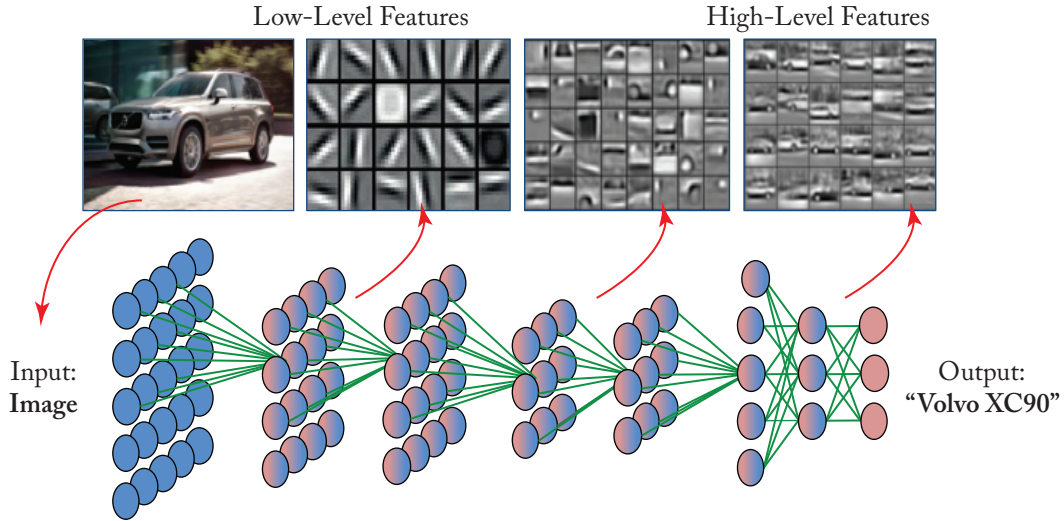 Low-Level Features
High-Level Features
Input:
Image
Output:
“Volvo XC90”